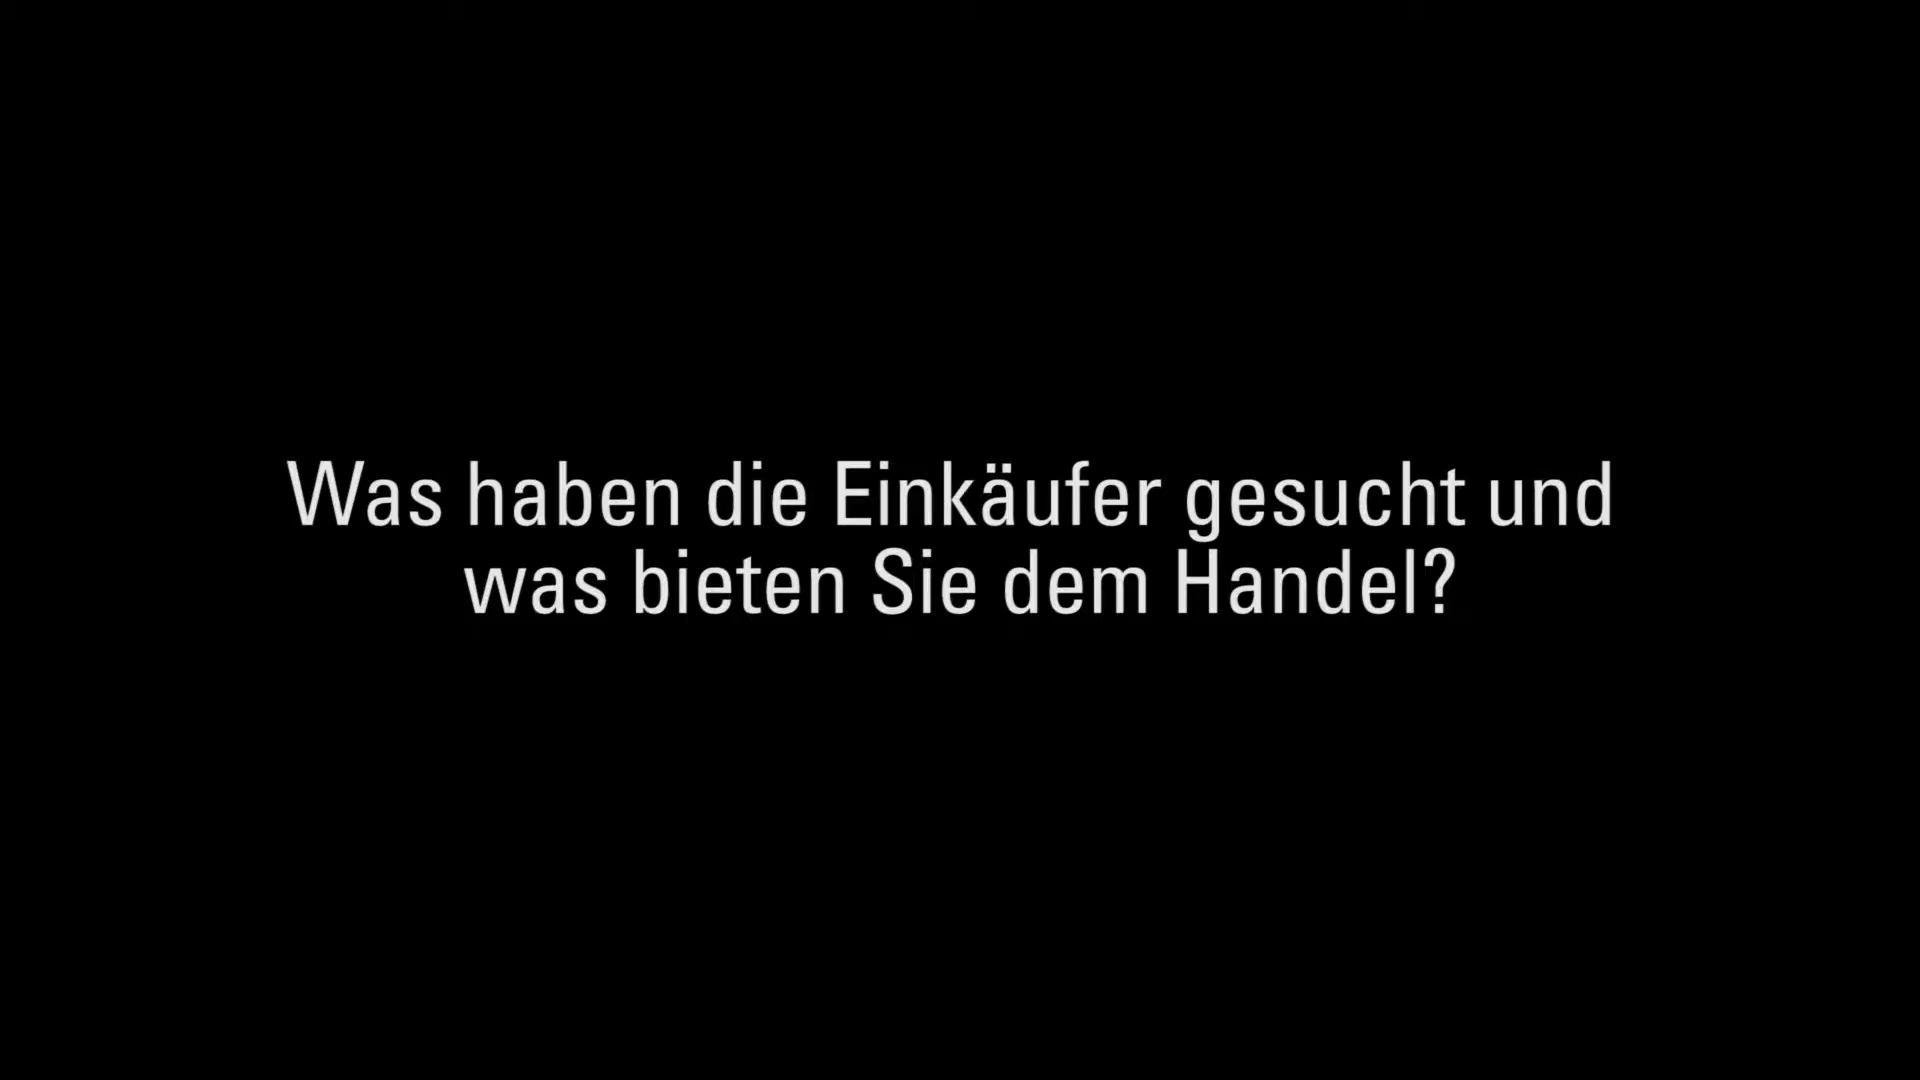 Was haben die Einkäufer gesucht und
was bieten Sie dem Handel?